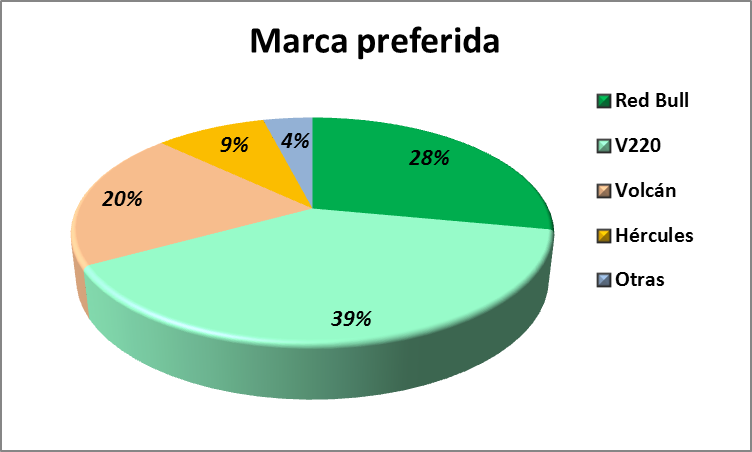 Marca preferida
Red Bull
V220
Volcán
Hércules
Otras
28%
39%
20%
9%
4%